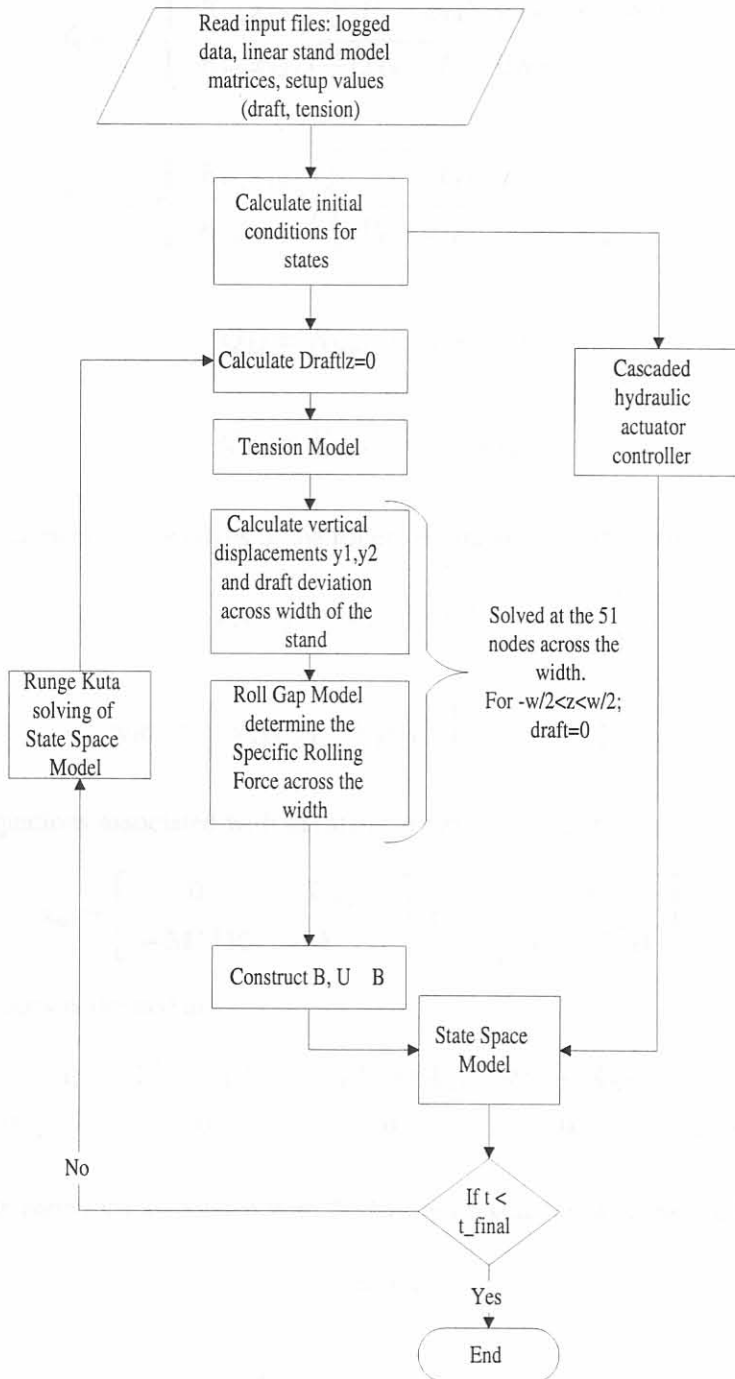 Read input files: logged
data, linear stand model
matrices, setup values
(draft, tension)
Calculate initial
conditions for
states
Calculate Draft|z=0
Cascaded
hydraulic
actuator
controller
Tension Model
Calculate vertical
displacements y1,y2
and draft deviation
across width of the
stand
Solved at the 51
nodes across the
width.
For -w/2<z<w/2;
draft=0
Runge Kuta
solving of
State Space
Model
Roll Gap Model
determine the
Specific Rolling
Force across the
width
Construct B, U B
State Space
Model
No
If t <
t_final
Yes
End